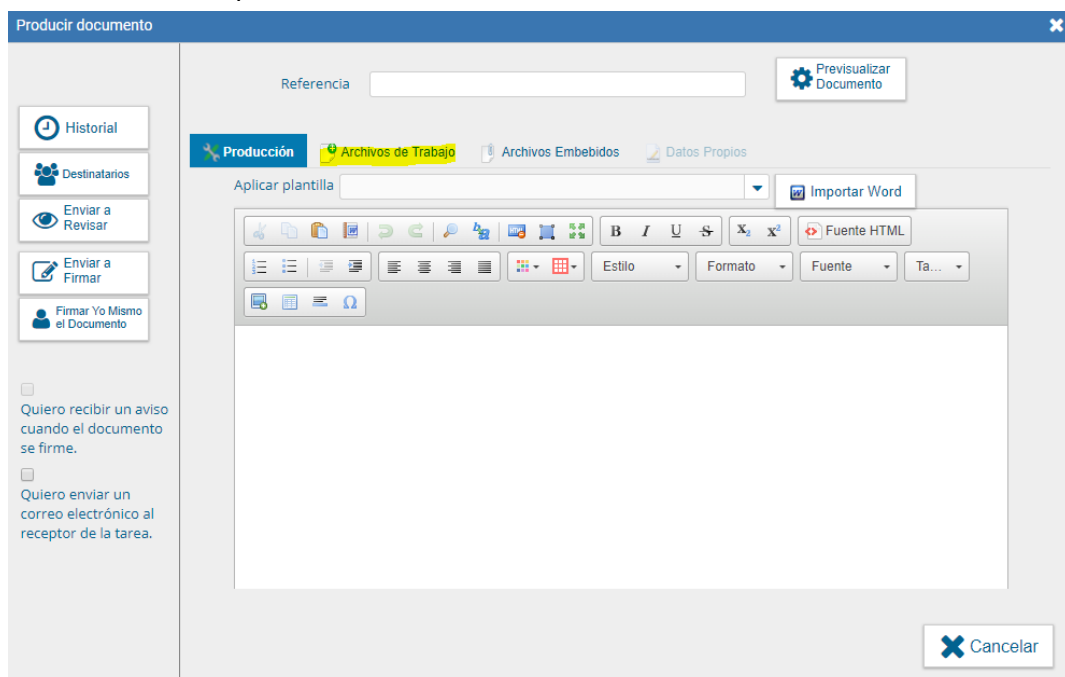 Producir documento
Referencia
Previsualizar
Documento
Historial
Destinatarios
Enviar a
Revisar
Enviar a
Firmar
Firmar Yo Mismo
el Documento
Quiero recibir un aviso
cuando el documento
se firme.
Quiero enviar un
correo electrónico al
receptor de la tarea.
Producción
Archivos de Trabajo
Archivos Embebidos
Datos Propios
Aplicar plantilla
Importar Word
B I U S X₂ X² Fuente HTML
Estilo
Formato
Fuente
Ta...
Ω
Cancelar